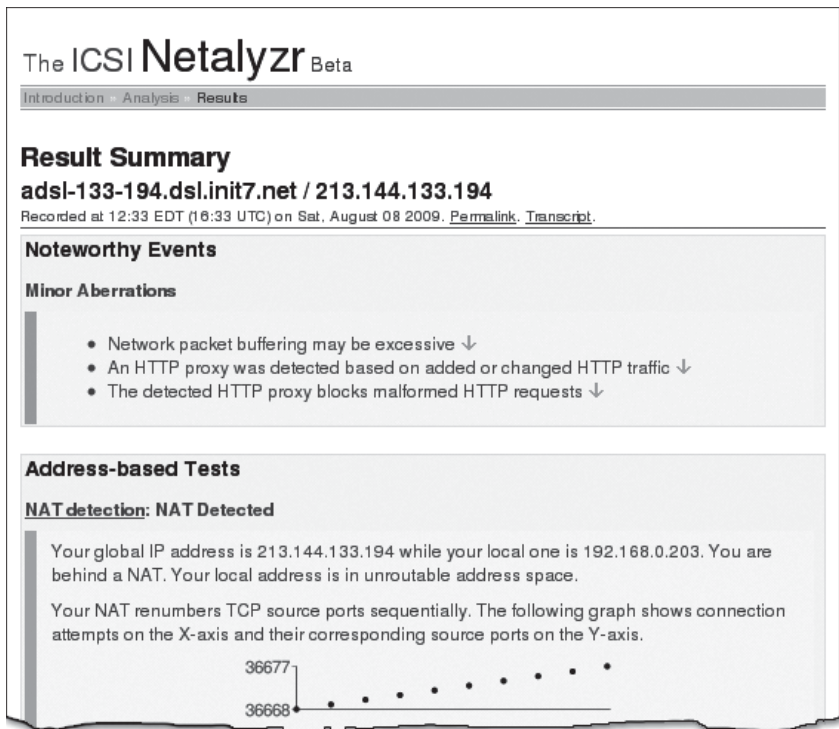 The ICSI Netalyzr Beta
Introduction » Analysis » Results
Result Summary
adsl-133-194.dsl.init7.net / 213.144.133.194
Recorded at 12:33 EDT (16:33 UTC) on Sat, August 08 2009. Permalink. Transcript.
Noteworthy Events
Minor Aberrations
• Network packet buffering may be excessive ↓
• An HTTP proxy was detected based on added or changed HTTP traffic ↓
• The detected HTTP proxy blocks malformed HTTP requests ↓
Address-based Tests
NAT detection: NAT Detected
Your global IP address is 213.144.133.194 while your local one is 192.168.0.203. You are
behind a NAT. Your local address is in unroutable address space.
Your NAT renumbers TCP source ports sequentially. The following graph shows connection
attempts on the X-axis and their corresponding source ports on the Y-axis.
36677
36668